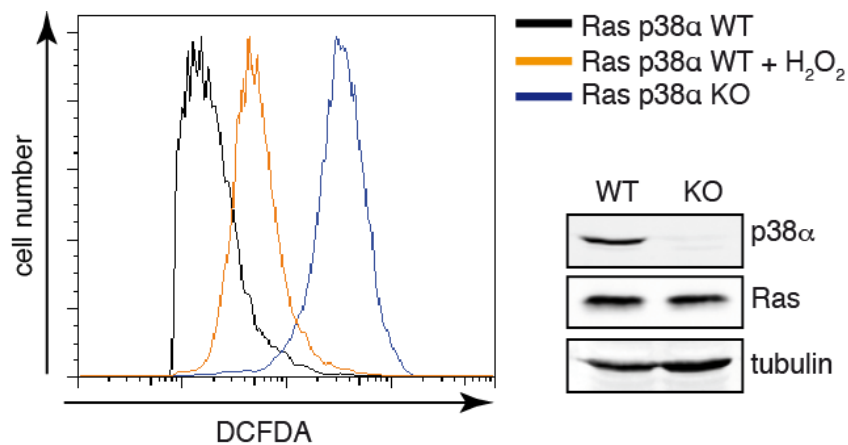 cell number
DCFDA
Ras p38α WT
Ras p38α WT + H₂O₂
Ras p38α KO
WT KO
p38α
Ras
tubulin